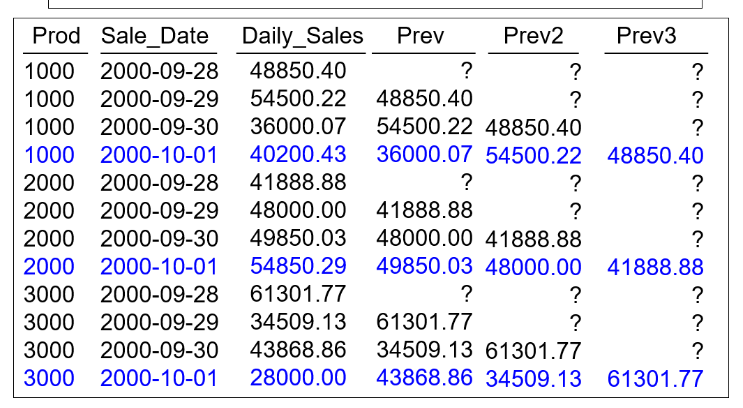 Prod Sale_Date Daily_Sales Prev Prev2 Prev3
1000 2000-09-28 48850.40 ? ? ?
1000 2000-09-29 54500.22 48850.40 ? ?
1000 2000-09-30 36000.07 54500.22 48850.40 ?
1000 2000-10-01 40200.43 36000.07 54500.22 48850.40
2000 2000-09-28 41888.88 ? ? ?
2000 2000-09-29 48000.00 41888.88 ? ?
2000 2000-09-30 49850.03 48000.00 41888.88 ?
2000 2000-10-01 54850.29 49850.03 48000.00 41888.88
3000 2000-09-28 61301.77 ? ? ?
3000 2000-09-29 34509.13 61301.77 ? ?
3000 2000-09-30 43868.86 34509.13 61301.77 ?
3000 2000-10-01 28000.00 43868.86 34509.13 61301.77